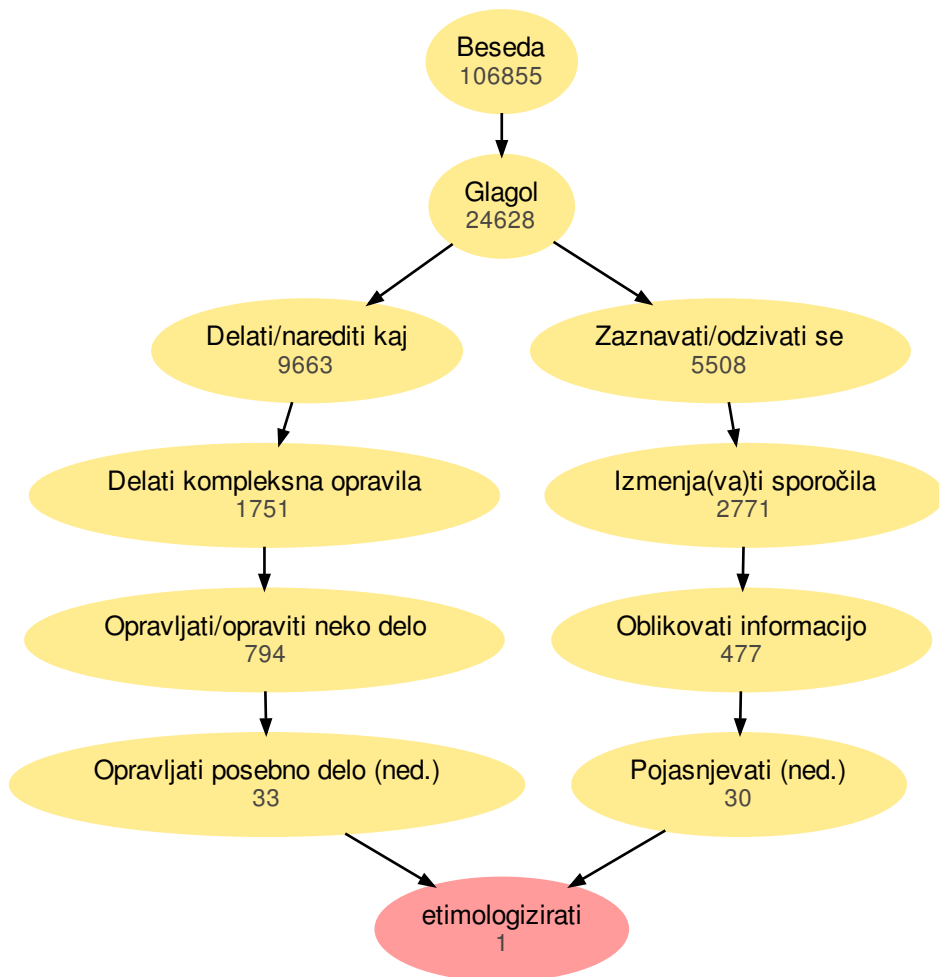 Beseda
106855
Glagol
24628
Delati/narediti kaj
9663
Zaznavati/odzivati se
5508
Delati kompleksna opravila
1751
Izmenja(va)ti sporočila
2771
Opravljati/opraviti neko delo
794
Oblikovati informacijo
477
Opravljati posebno delo (ned.)
33
Pojasnjevati (ned.)
30
etimologizirati
1